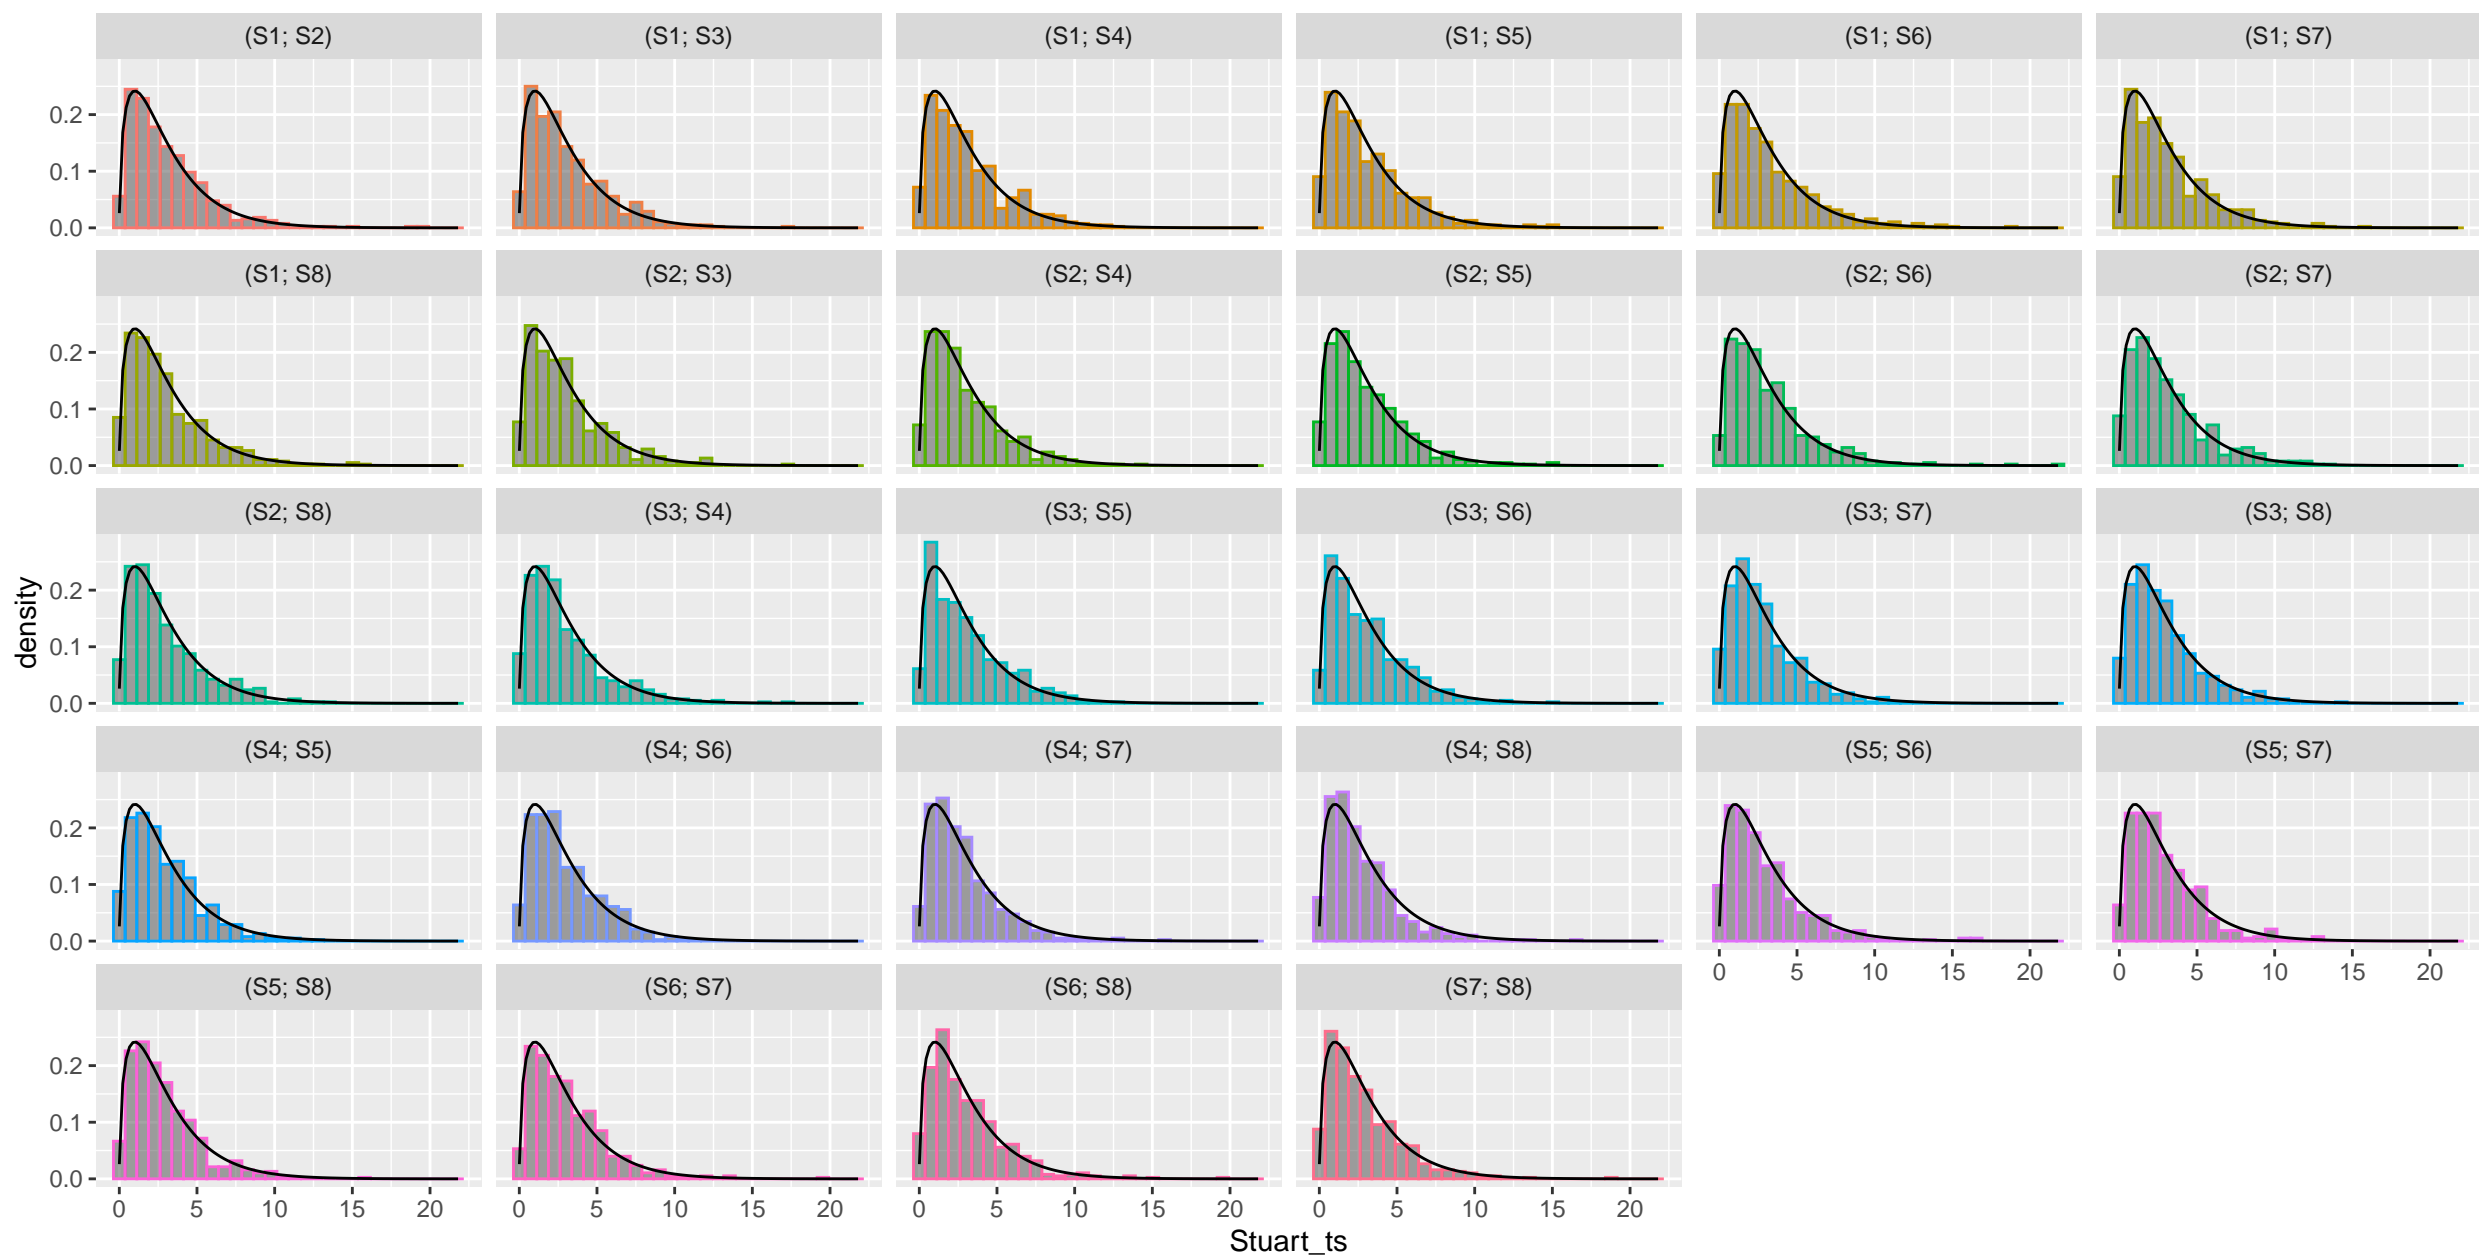 (S1; S2) (S1; S3) (S1; S4) (S1; S5) (S1; S6) (S1; S7)
0.2
0.1
0.0
(S1; S8) (S2; S3) (S2; S4) (S2; S5) (S2; S6) (S2; S7)
0.2
0.1
0.0
(S2; S8) (S3; S4) (S3; S5) (S3; S6) (S3; S7) (S3; S8)
density
0.2
0.1
0.0
(S4; S5) (S4; S6) (S4; S7) (S4; S8) (S5; S6) (S5; S7)
0.2
0.1
0.0
0 5 10 15 20 0 5 10 15 20
(S5; S8) (S6; S7) (S6; S8) (S7; S8)
0.2
0.1
0.0
0 5 10 15 20 0 5 10 15 20 0 5 10 15 20 0 5 10 15 20
Stuart_ts